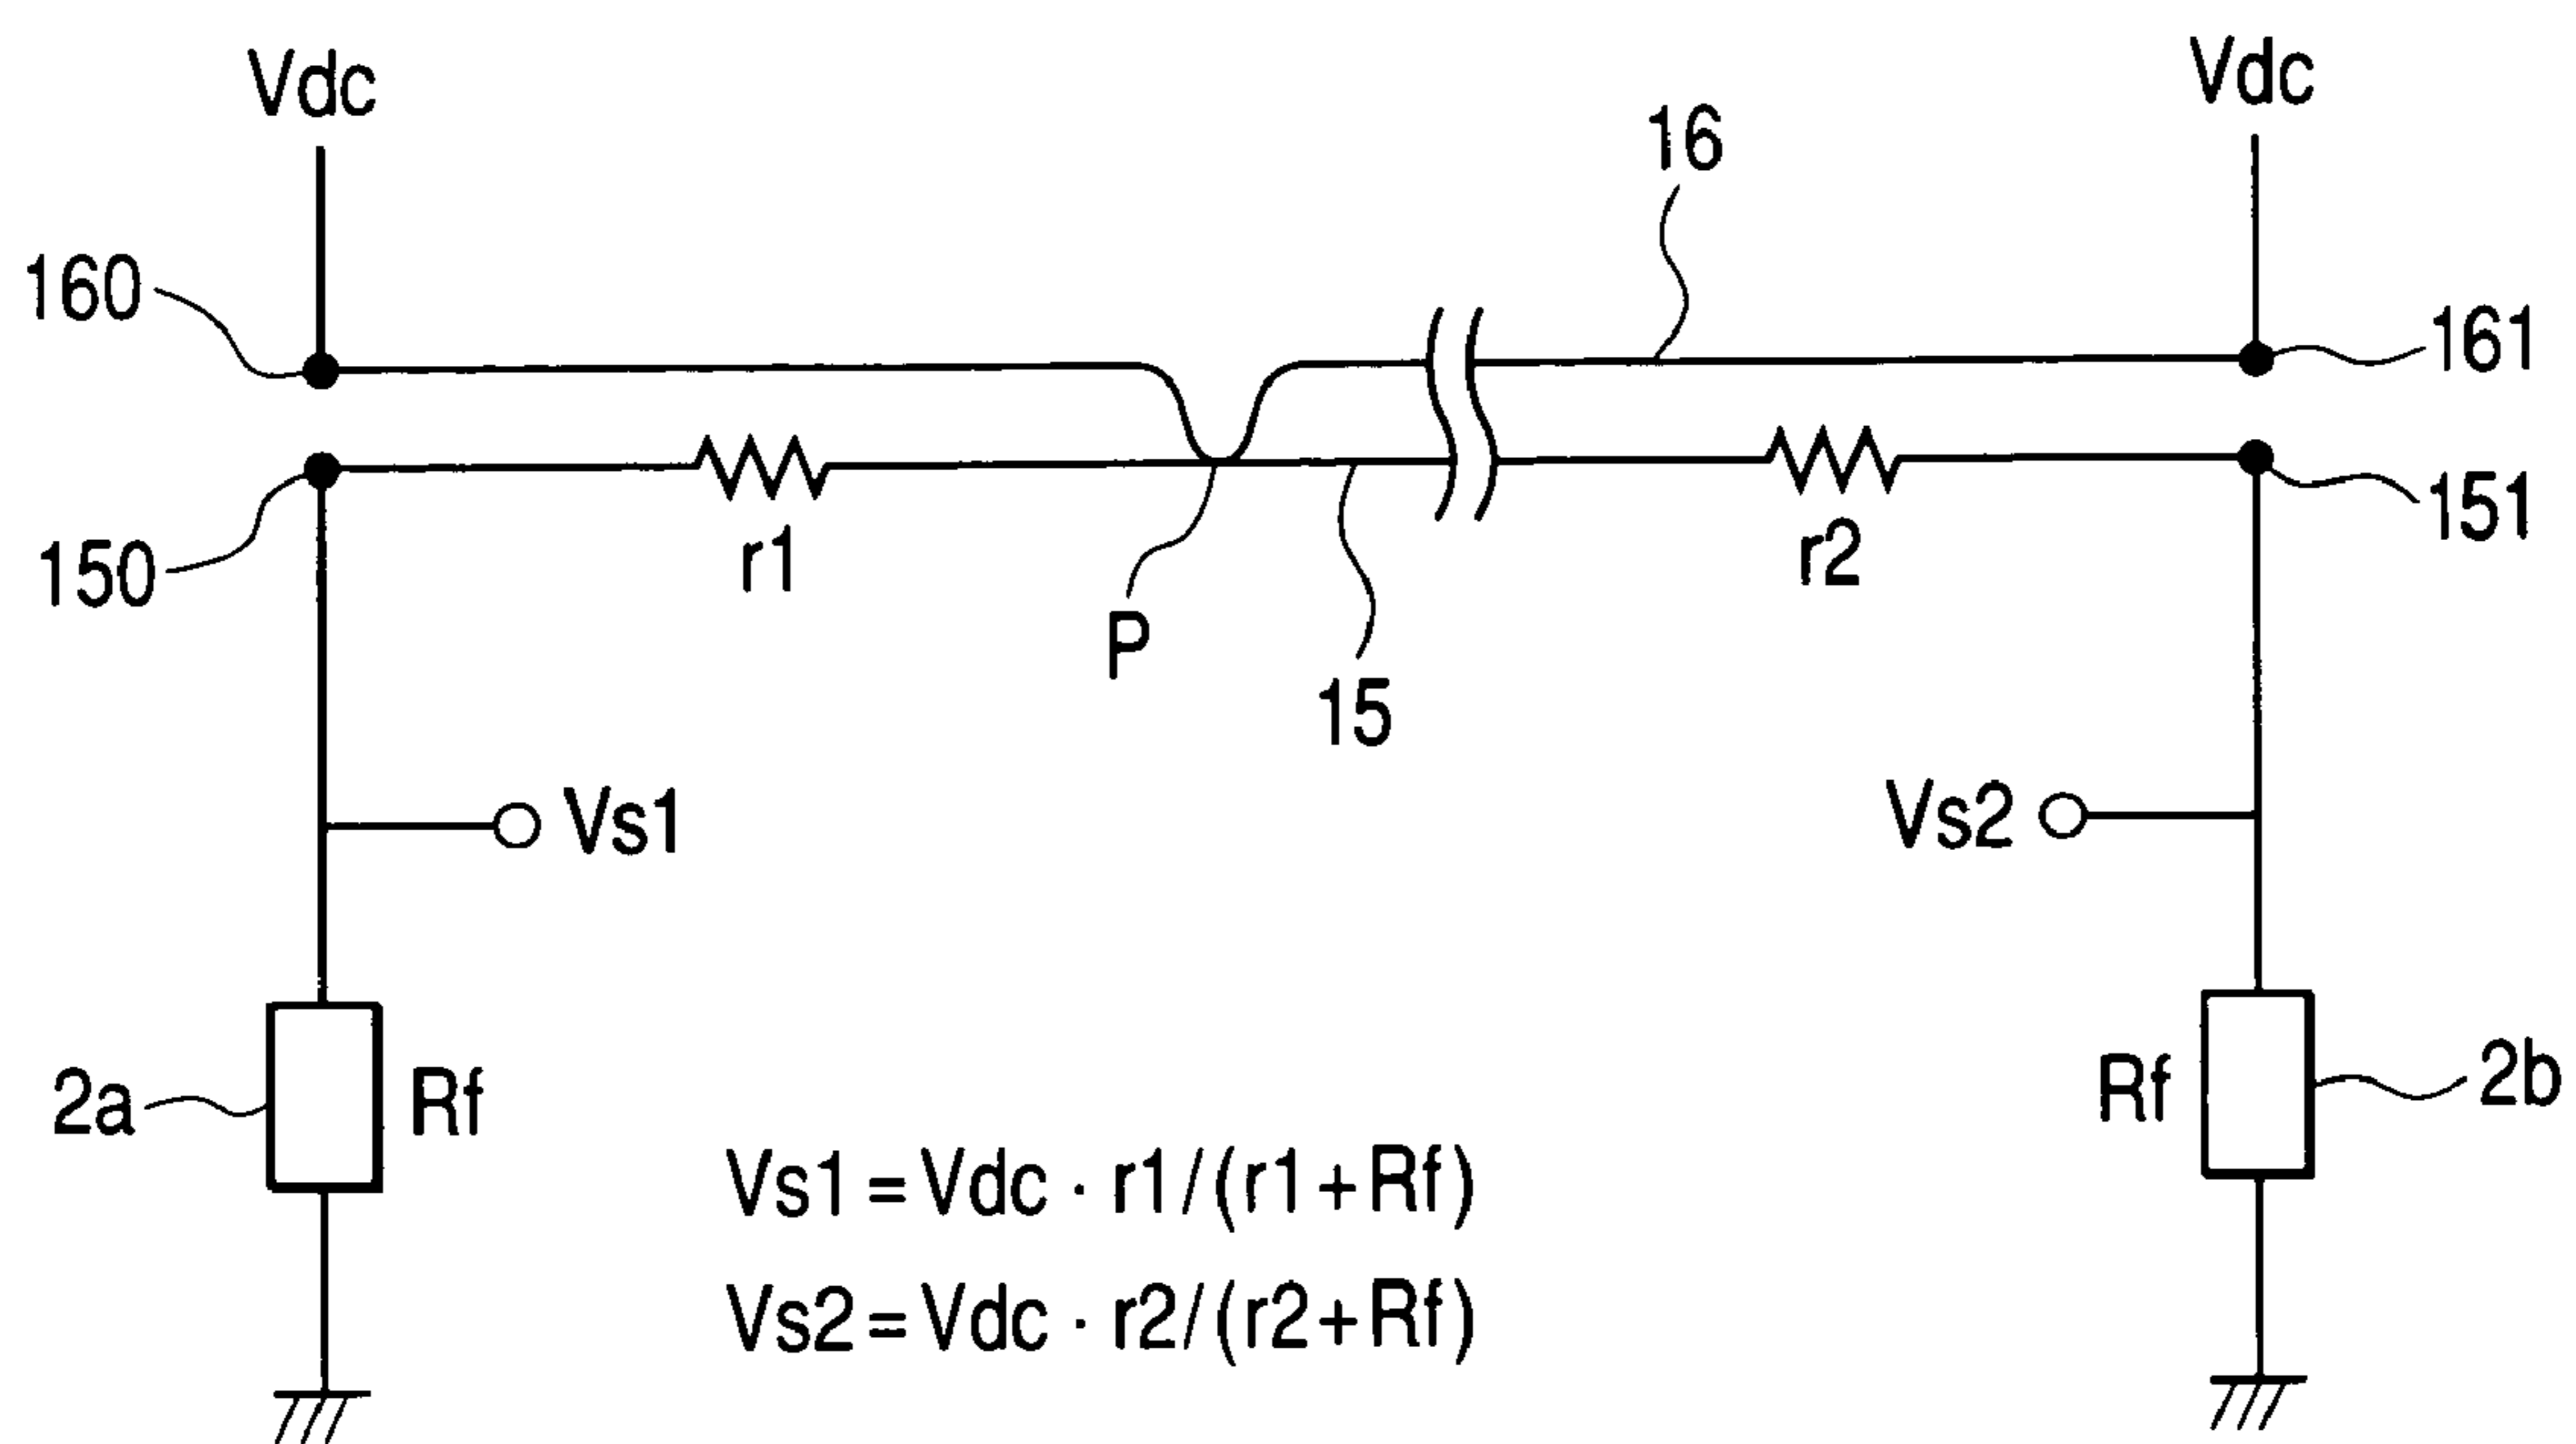 Vdc
Vdc
16
160
161
150
r1
r2
151
P
15
Vs1
Vs2
2a
Rf
Rf
2b
Vs1=Vdc · r1/(r1+Rf)
Vs2=Vdc · r2/(r2+Rf)